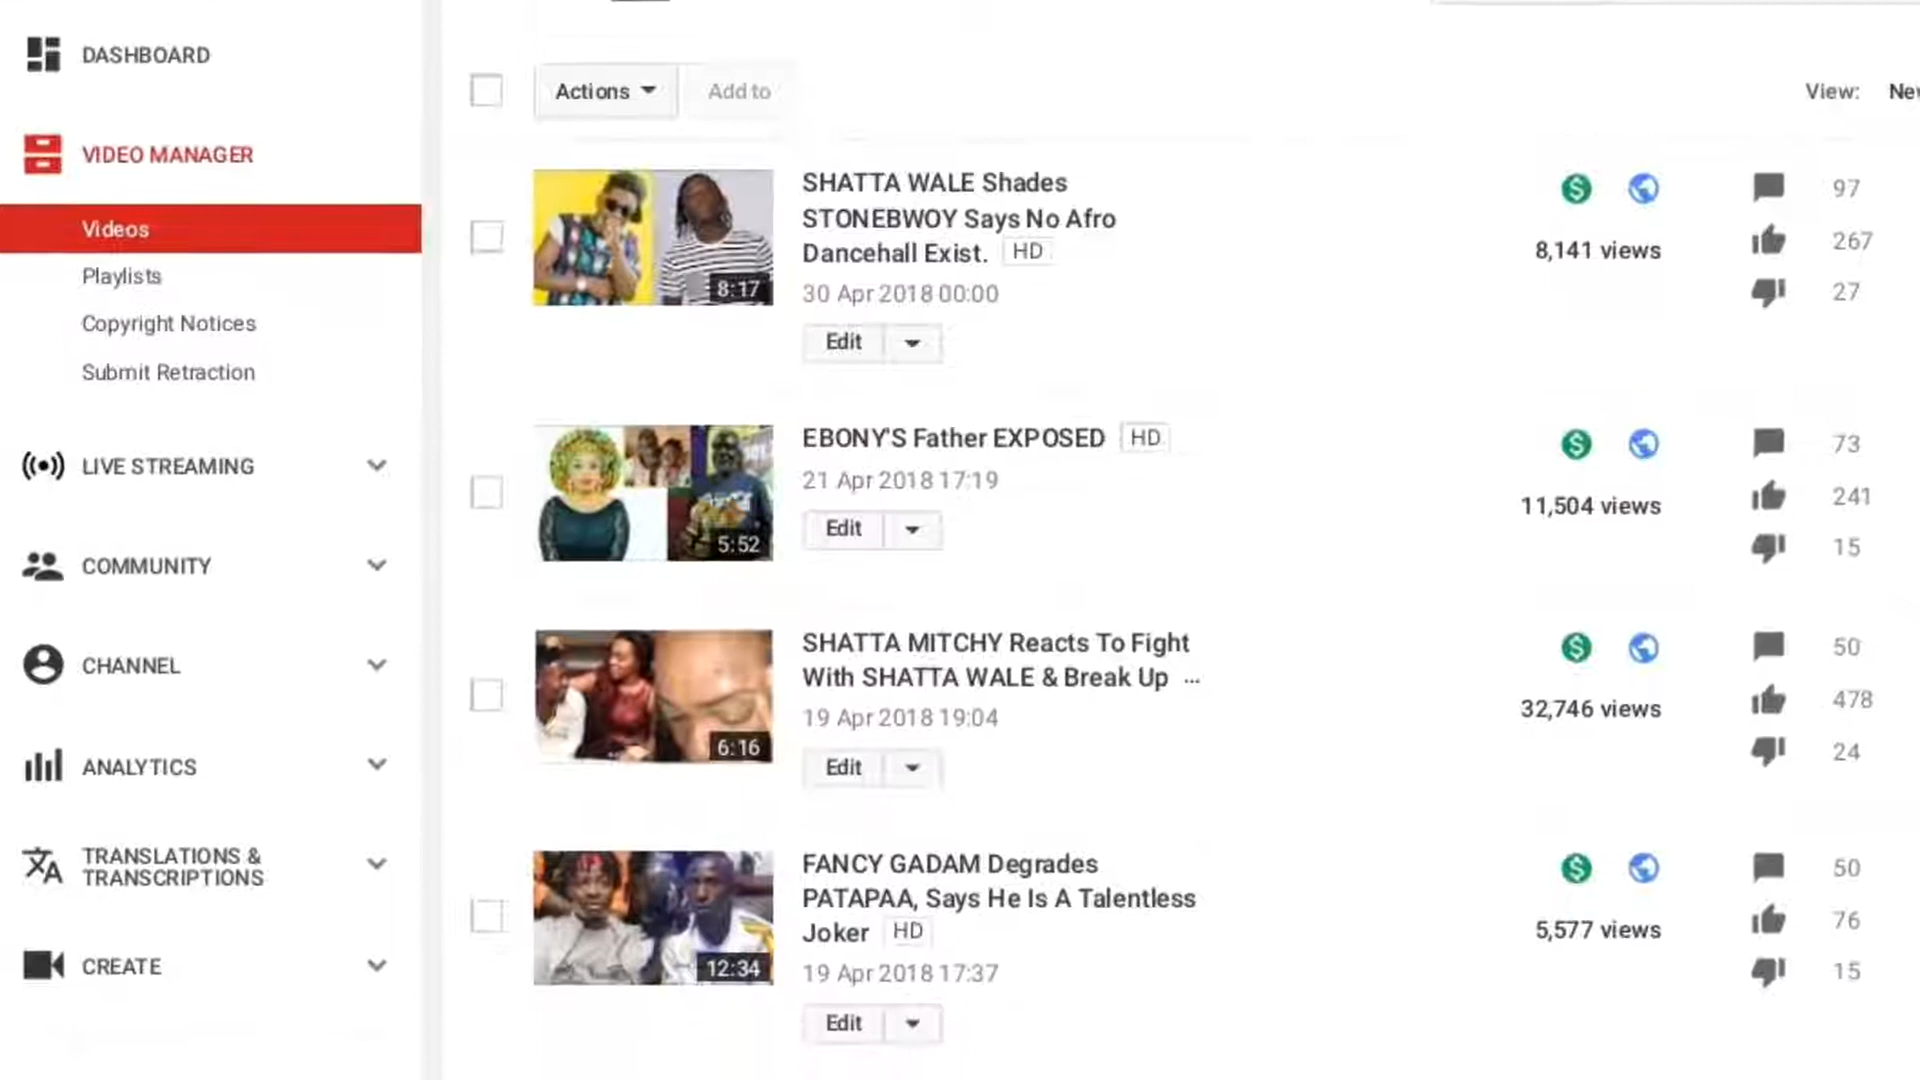 DASHBOARD
VIDEO MANAGER
Videos
Playlists
Copyright Notices
Submit Retraction
LIVE STREAMING
COMMUNITY
CHANNEL
ANALYTICS
TRANSLATIONS &
TRANSCRIPTIONS
CREATE
Actions
Add to
View:
SHATTA WALE Shades
STONEBWOY Says No Afro
Dancehall Exist. HD
30 Apr 2018 00:00
Edit
8:17
8,141 views
97
267
27
EBONY'S Father EXPOSED HD
21 Apr 2018 17:19
Edit
5:52
11,504 views
73
241
15
SHATTA MITCHY Reacts To Fight
With SHATTA WALE & Break Up ...
19 Apr 2018 19:04
Edit
6:16
32,746 views
50
478
24
FANCY GADAM Degrades
PATAPAA, Says He Is A Talentless
Joker HD
19 Apr 2018 17:37
Edit
12:34
5,577 views
50
76
15